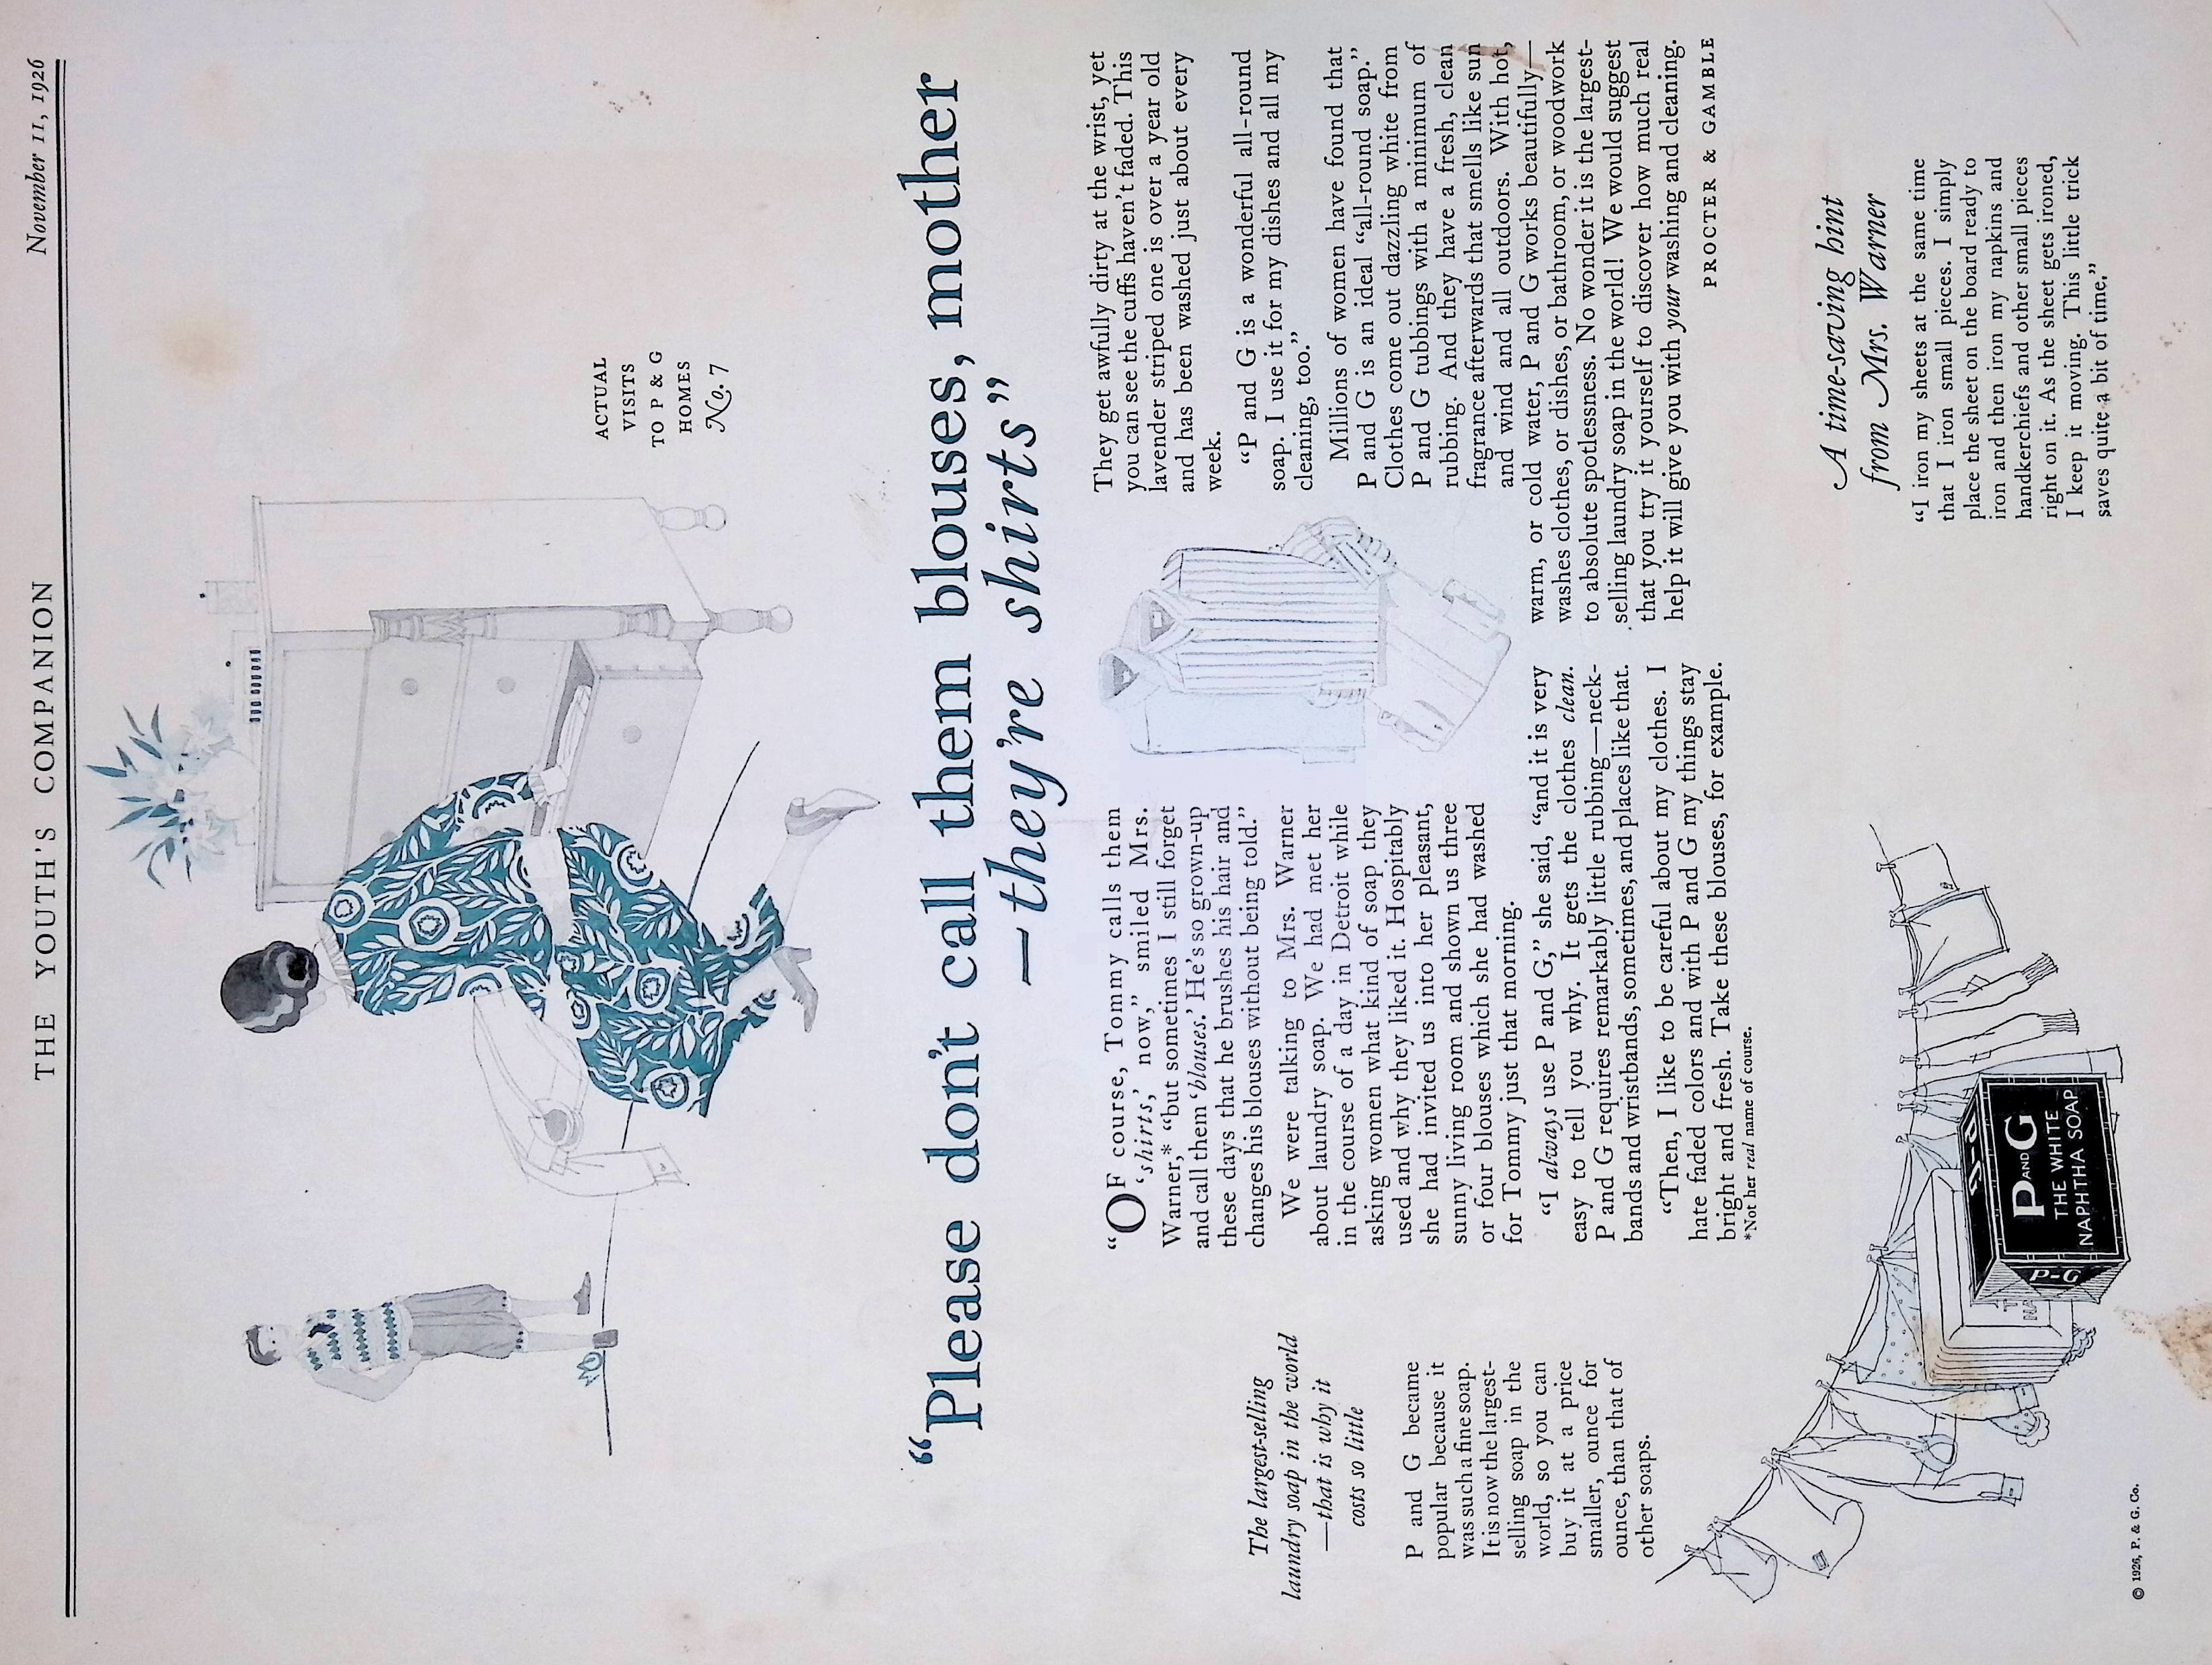 THE YOUTH'S COMPANION
November 11, 1926
ACTUAL
VISITS
TO P & G
HOMES
No. 7
“Please don't call them blouses, mother
—they're shirts”
The largest-selling
laundry soap in the world
—that is why it
costs so little
P and G became
popular because it
was such a fine soap.
It is now the largest-
selling soap in the
world, so you can
buy it at a price
smaller, ounce for
ounce, than that of
other soaps.
“OF course, Tommy calls them
‘shirts,’ now,” smiled Mrs.
Warner,* “but sometimes I still forget
and call them ‘blouses.’ He's so grown-up
these days that he brushes his hair and
changes his blouses without being told.”
We were talking to Mrs. Warner
about laundry soap. We had met her
in the course of a day in Detroit while
asking women what kind of soap they
used and why they liked it. Hospitably
she had invited us into her pleasant,
sunny living room and shown us three
or four blouses which she had washed
for Tommy just that morning.
“I always use P and G,” she said, “and it is very
easy to tell you why. It gets the clothes clean.
P and G requires remarkably little rubbing—neck-
bands and wristbands, sometimes, and places like that.
“Then, I like to be careful about my clothes. I
hate faded colors and with P and G my things stay
bright and fresh. Take these blouses, for example.
*Not her real name of course.
They get awfully dirty at the wrist, yet
you can see the cuffs haven't faded. This
lavender striped one is over a year old
and has been washed just about every
week.
“P and G is a wonderful all-round
soap. I use it for my dishes and all my
cleaning, too.”
Millions of women have found that
P and G is an ideal “all-round soap.”
Clothes come out dazzling white from
P and G tubbings with a minimum of
rubbing. And they have a fresh, clean
fragrance afterwards that smells like sun
and wind and all outdoors. With hot,
warm, or cold water, P and G works beautifully—
washes clothes, or dishes, or bathroom, or woodwork
to absolute spotlessness. No wonder it is the largest-
selling laundry soap in the world! We would suggest
that you try it yourself to discover how much real
help it will give you with your washing and cleaning.
PROCTER & GAMBLE
A time-saving hint
from Mrs. Warner
“I iron my sheets at the same time
that I iron small pieces. I simply
place the sheet on the board ready to
iron and then iron my napkins and
handkerchiefs and other small pieces
right on it. As the sheet gets ironed,
I keep it moving. This little trick
saves quite a bit of time.”
P-G
P AND G
THE WHITE
NAPHTHA SOAP
© 1926, P. & G. Co.